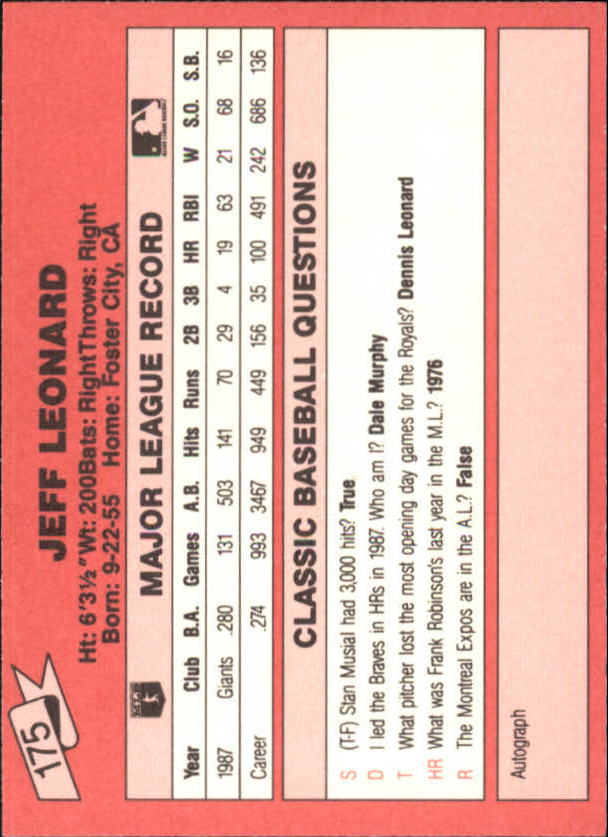 175
JEFF LEONARD
Ht: 6'3½" Wt: 200 Bats: Right Throws: Right
Born: 9-22-55 Home: Foster City, CA
MAJOR LEAGUE RECORD
Year Club B.A. Games A.B. Hits Runs 2B 3B HR RBI W S.O. S.B.
1987 Giants .280 131 503 141 70 29 4 19 63 21 68 16
Career .274 993 3467 949 449 156 35 100 491 242 686 136
CLASSIC BASEBALL QUESTIONS
S (T-F) Stan Musial had 3,000 hits? True
D I led the Braves in HRs in 1987. Who am I? Dale Murphy
T What pitcher lost the most opening day games for the Royals? Dennis Leonard
HR What was Frank Robinson's last year in the M.L.? 1976
R The Montreal Expos are in the A.L.? False
Autograph